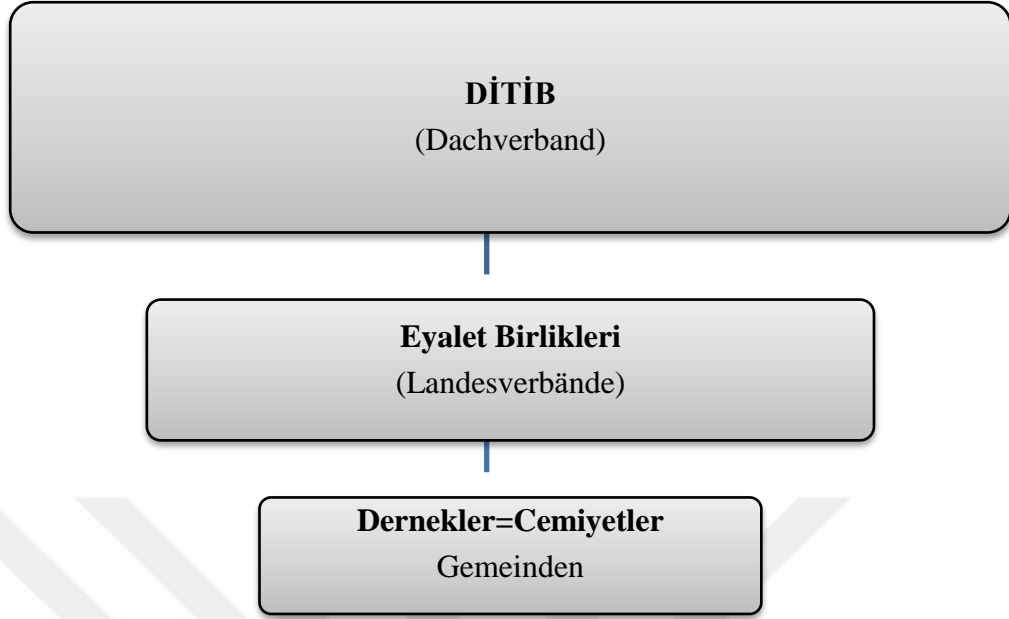 DİTİB
(Dachverband)
Eyalet Birlikleri
(Landesverbände)
Dernekler=Cemiyetler
Gemeinden